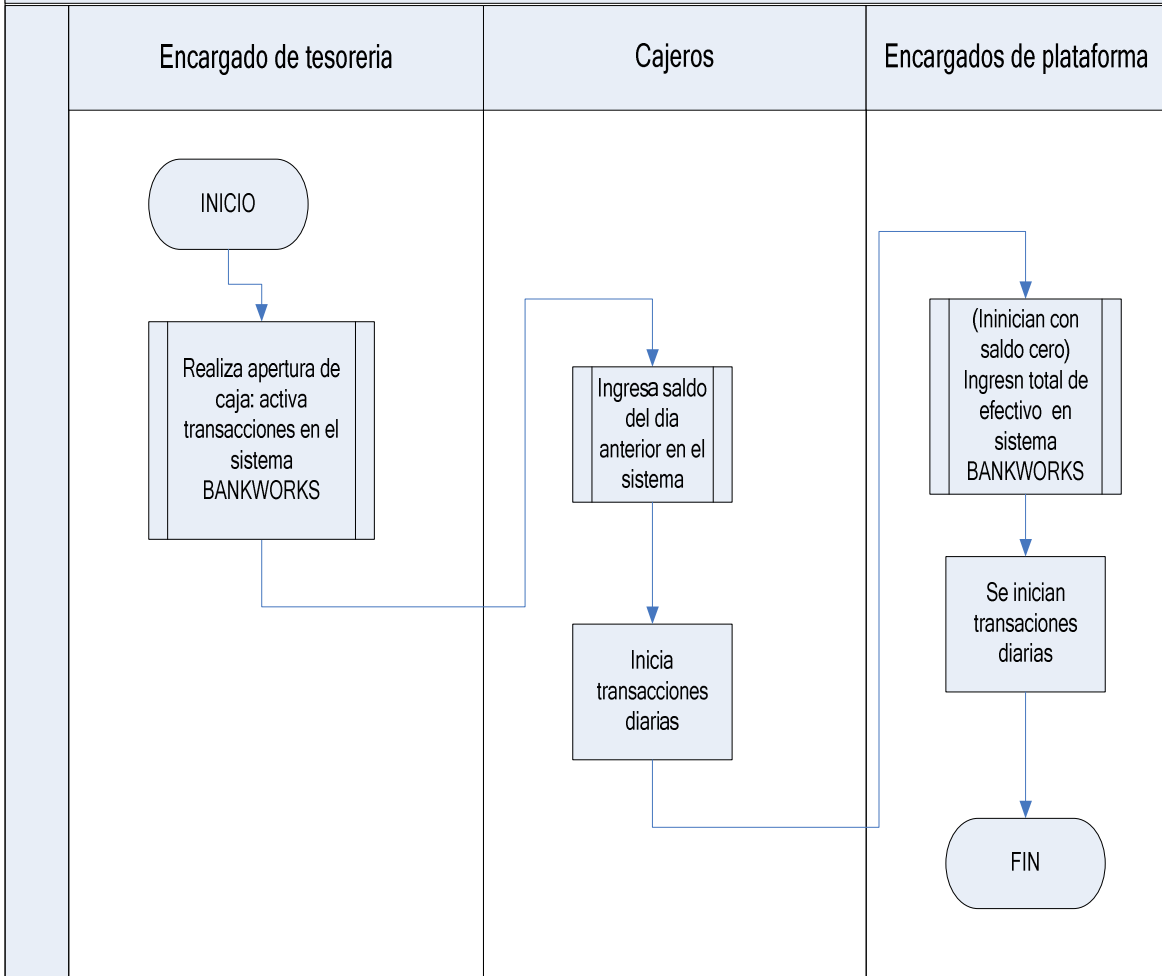 Encargado de tesoreria
Cajeros
Encargados de plataforma
INICIO
Realiza apertura de
caja: activa
transacciones en el
sistema
BANKWORKS
Ingresa saldo
del dia
anterior en el
sistema
Inicia
transacciones
diarias
(Ininician con
saldo cero)
Ingresn total de
efectivo en
sistema
BANKWORKS
Se inician
transaciones
diarias
FIN